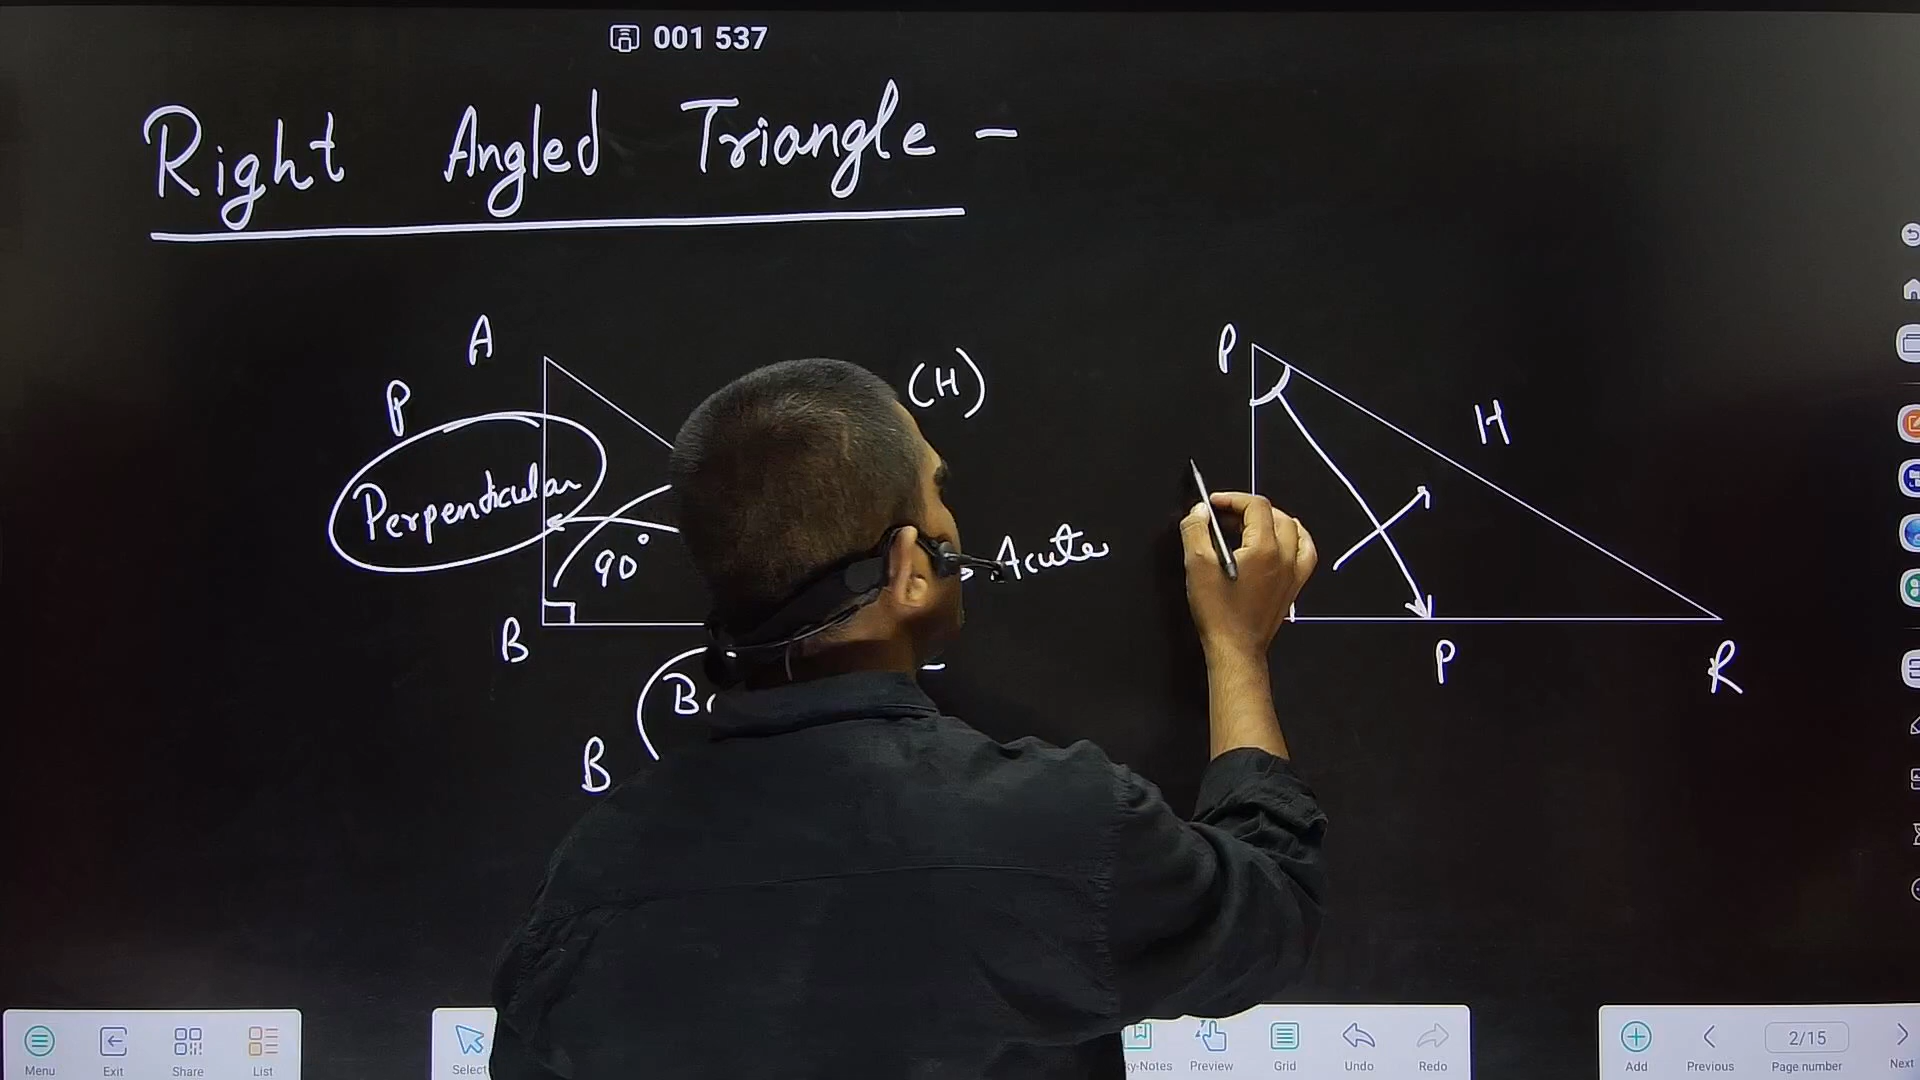 001 537
Right Angled Triangle -
A
P
(H)
P
H
Perpendicular
90°
Acute
B
P
R
B
Menu
Exit
Share
List
Select
Preview
Grid
Undo
Redo
Add
Previous
2/15
Page number
Next